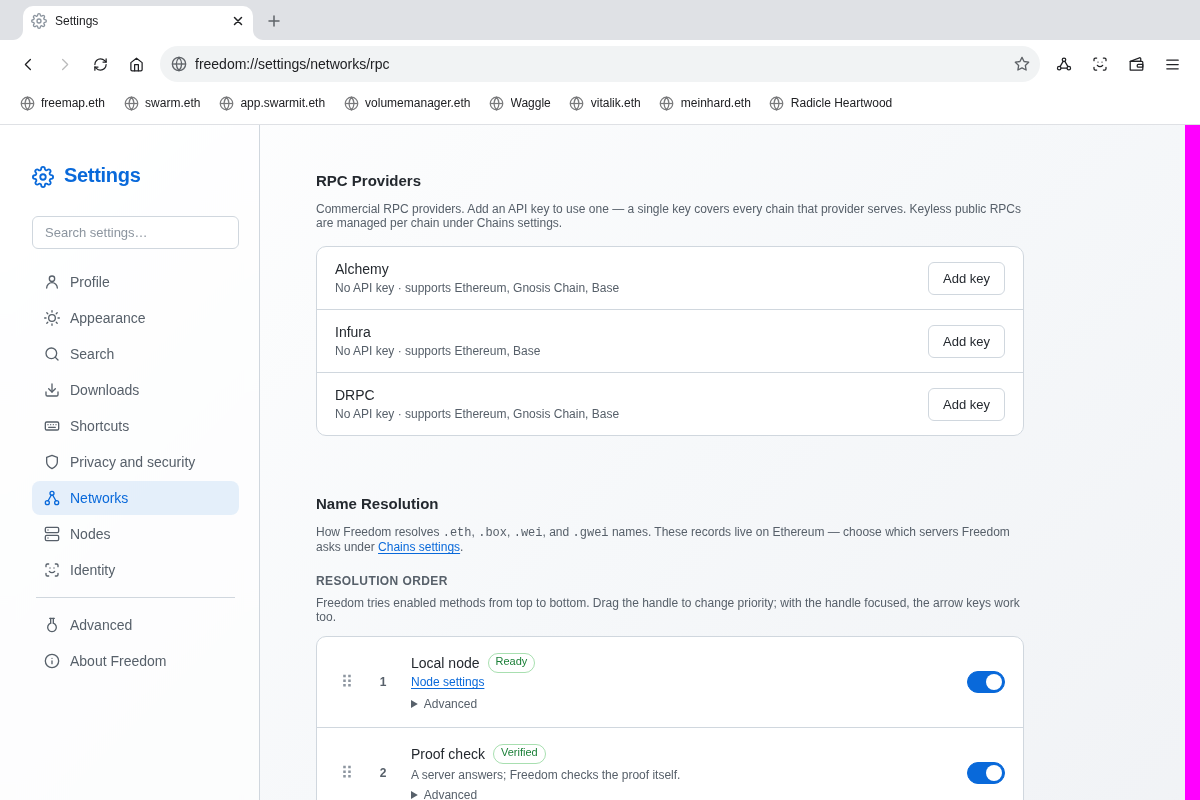 Settings
freedom://settings/networks/rpc
freemap.eth
swarm.eth
app.swarmit.eth
volumemanager.eth
Waggle
vitalik.eth
meinhard.eth
Radicle Heartwood
Settings
Search settings…
Profile
Appearance
Search
Downloads
Shortcuts
Privacy and security
Networks
Nodes
Identity
Advanced
About Freedom
RPC Providers
Commercial RPC providers. Add an API key to use one — a single key covers every chain that provider serves. Keyless public RPCs
are managed per chain under Chains settings.
Alchemy
No API key · supports Ethereum, Gnosis Chain, Base
Add key
Infura
No API key · supports Ethereum, Base
Add key
DRPC
No API key · supports Ethereum, Gnosis Chain, Base
Add key
Name Resolution
How Freedom resolves .eth, .box, .wei, and .gwei names. These records live on Ethereum — choose which servers Freedom
asks under Chains settings.
RESOLUTION ORDER
Freedom tries enabled methods from top to bottom. Drag the handle to change priority; with the handle focused, the arrow keys work
too.
1
Local node
Ready
Node settings
Advanced
2
Proof check
Verified
A server answers; Freedom checks the proof itself.
Advanced